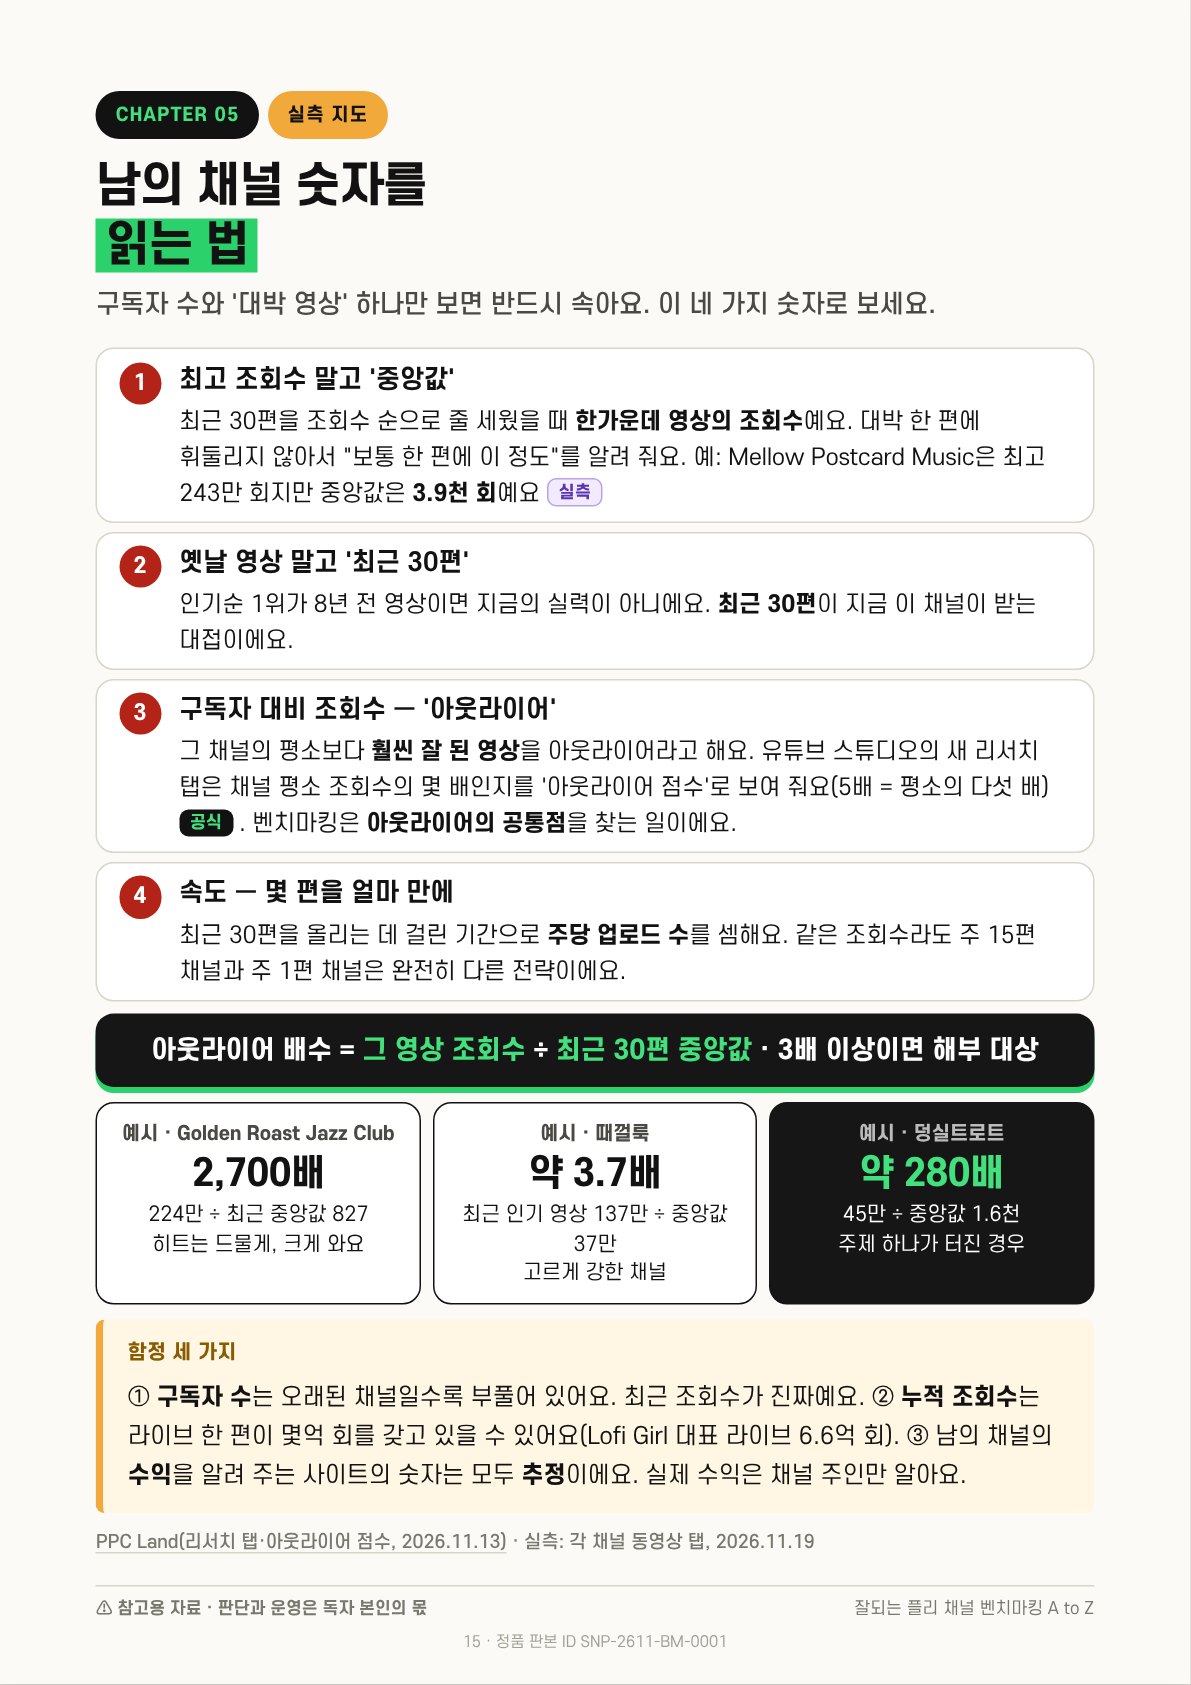 CHAPTER 05
실측 지도
남의 채널 숫자를
읽는 법
구독자 수와 '대박 영상' 하나만 보면 반드시 속아요. 이 네 가지 숫자로 보세요.
1
최고 조회수 말고 '중앙값'
최근 30편을 조회수 순으로 줄 세웠을 때 한가운데 영상의 조회수예요. 대박 한 편에
휘둘리지 않아서 "보통 한 편에 이 정도"를 알려 줘요. 예: Mellow Postcard Music은 최고
243만 회지만 중앙값은 3.9천 회예요 실측
2
옛날 영상 말고 '최근 30편'
인기순 1위가 8년 전 영상이면 지금의 실력이 아니에요. 최근 30편이 지금 이 채널이 받는
대접이에요.
3
구독자 대비 조회수 — '아웃라이어'
그 채널의 평소보다 훨씬 잘 된 영상을 아웃라이어라고 해요. 유튜브 스튜디오의 새 리서치
탭은 채널 평소 조회수의 몇 배인지를 '아웃라이어 점수'로 보여 줘요(5배 = 평소의 다섯 배)
공식 . 벤치마킹은 아웃라이어의 공통점을 찾는 일이에요.
4
속도 — 몇 편을 얼마 만에
최근 30편을 올리는 데 걸린 기간으로 주당 업로드 수를 셈해요. 같은 조회수라도 주 15편
채널과 주 1편 채널은 완전히 다른 전략이에요.
아웃라이어 배수 = 그 영상 조회수 ÷ 최근 30편 중앙값 · 3배 이상이면 해부 대상
예시 · Golden Roast Jazz Club
2,700배
224만 ÷ 최근 중앙값 827
히트는 드물게, 크게 와요
예시 · 때껄룩
약 3.7배
최근 인기 영상 137만 ÷ 중앙값
37만
고르게 강한 채널
예시 · 덩실트로트
약 280배
45만 ÷ 중앙값 1.6천
주제 하나가 터진 경우
함정 세 가지
① 구독자 수는 오래된 채널일수록 부풀어 있어요. 최근 조회수가 진짜예요. ② 누적 조회수는
라이브 한 편이 몇억 회를 갖고 있을 수 있어요(Lofi Girl 대표 라이브 6.6억 회). ③ 남의 채널의
수익을 알려 주는 사이트의 숫자는 모두 추정이에요. 실제 수익은 채널 주인만 알아요.
PPC Land(리서치 탭·아웃라이어 점수, 2026.11.13) · 실측: 각 채널 동영상 탭, 2026.11.19
⚠ 참고용 자료 · 판단과 운영은 독자 본인의 몫
잘되는 플리 채널 벤치마킹 A to Z
15 · 정품 판본 ID SNP-2611-BM-0001